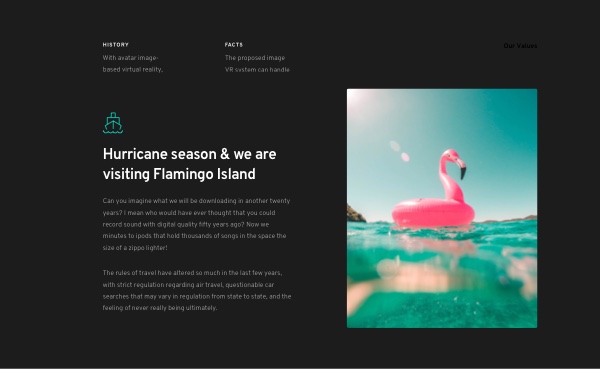 HISTORY
With avatar image-
based virtual reality,
FACTS
The proposed image
VR system can handle
Our Values
Hurricane season & we are
visiting Flamingo Island
Can you imagine what we will be downloading in another twenty
years? I mean who would have ever thought that you could
record sound with digital quality fifty years ago? Now we
minutes to ipods that hold thousands of songs in the space the
size of a zippo lighter!
The rules of travel have altered so much in the last few years,
with strict regulation regarding air travel, questionable car
searches that may vary in regulation from state to state, and the
feeling of never really being ultimately.